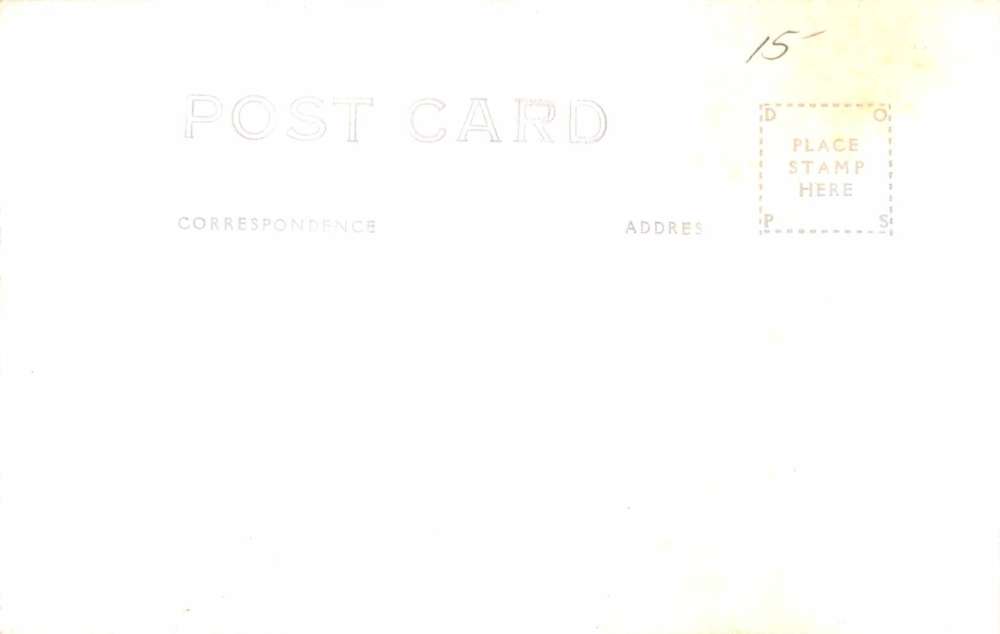 15-
POST CARD
D O
PLACE
STAMP
HERE
P S
CORRESPONDENCE ADDRES